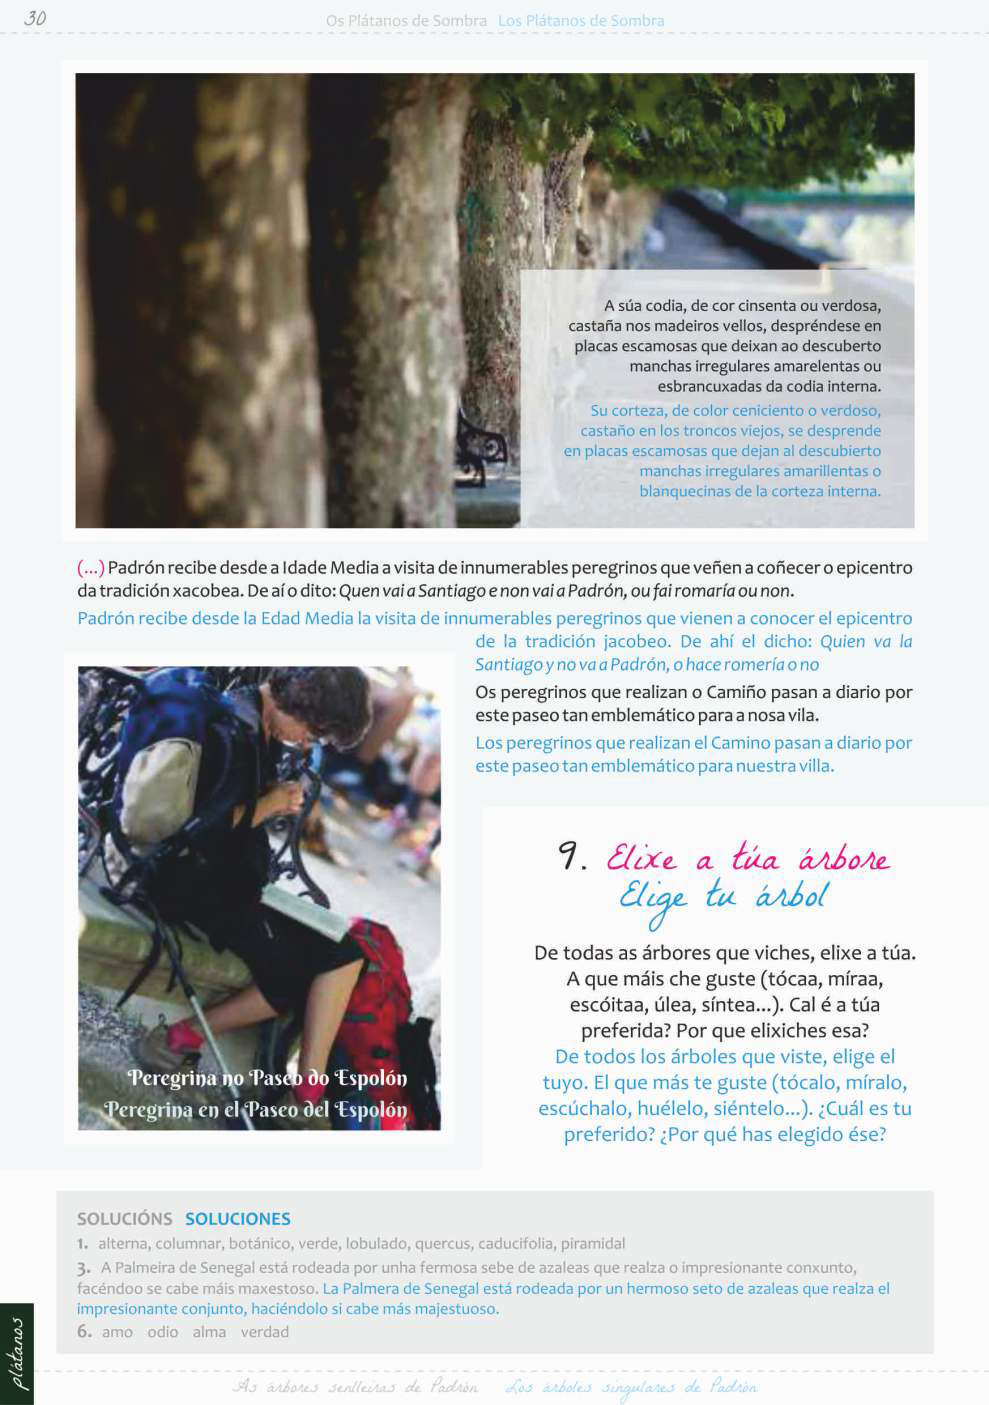 30
Os Plátanos de Sombra Los Plátanos de Sombra
A súa codia, de cor cinsenta ou verdosa,
castaña nos madeiros vellos, despréndese en
placas escamosas que deixan ao descuberto
manchas irregulares amarelentas ou
esbrancuxadas da codia interna.
Su corteza, de color ceniciento o verdoso,
castaño en los troncos viejos, se desprende
en placas escamosas que dejan al descubierto
manchas irregulares amarillentas o
blanquecinas de la corteza interna.
(...) Padrón recibe desde a Idade Media a visita de innumerables peregrinos que veñen a coñecer o epicentro
da tradición xacobea. De aí o dito: Quen vai a Santiago e non vai a Padrón, ou fai romaría ou non.
Padrón recibe desde la Edad Media la visita de innumerables peregrinos que vienen a conocer el epicentro
de la tradición jacobeo. De ahí el dicho: Quien va la
Santiago y no va a Padrón, o hace romería o no
Os peregrinos que realizan o Camiño pasan a diario por
este paseo tan emblemático para a nosa vila.
Los peregrinos que realizan el Camino pasan a diario por
este paseo tan emblemático para nuestra villa.
Peregrina no Paseo do Espolón
Peregrina en el Paseo del Espolón
9. Elixe a túa árbore
Elige tu árbol
De todas as árbores que viches, elixe a túa.
A que máis che guste (tócaa, míraa,
escóitaa, úlea, síntea...). Cal é a túa
preferida? Por que elixiches esa?
De todos los árboles que viste, elige el
tuyo. El que más te guste (tócalo, míralo,
escúchalo, huélelo, siéntelo...). ¿Cuál es tu
preferido? ¿Por qué has elegido ése?
SOLUCIÓNS SOLUCIONES
1. alterna, columnar, botánico, verde, lobulado, quercus, caducifolia, piramidal
3. A Palmeira de Senegal está rodeada por unha fermosa sebe de azaleas que realza o impresionante conxunto,
facéndoo se cabe máis maxestoso. La Palmera de Senegal está rodeada por un hermoso seto de azaleas que realza el
impresionante conjunto, haciéndolo si cabe más majestuoso.
6. amo odio alma verdad
plátanos
As árbores senlleiras de Padrón Los árboles singulares de Padrón